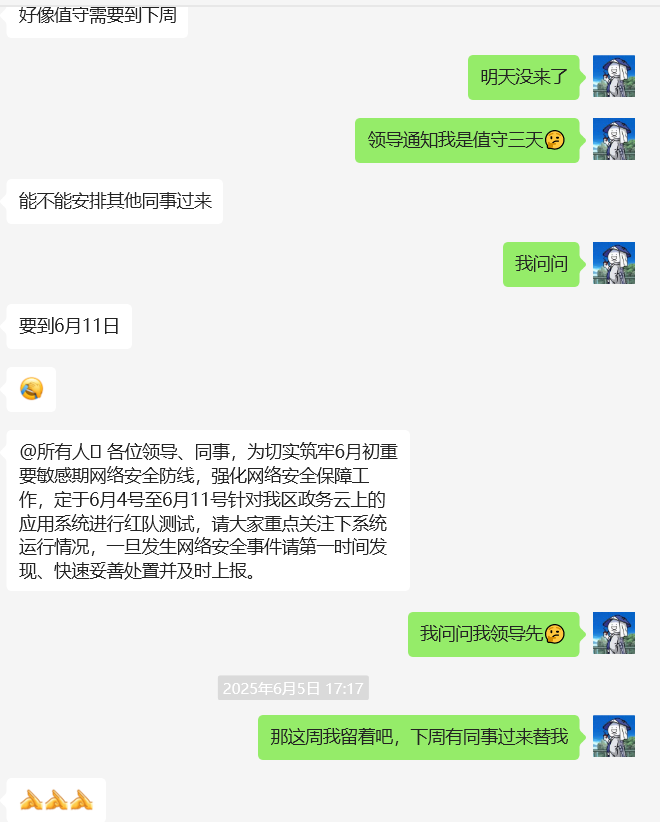 好像值守需要到下周
明天没来了
领导通知我是值守三天🤔
能不能安排其他同事过来
我问问
要到6月11日
@所有人 各位领导、同事，为切实筑牢6月初重
要敏感期网络安全防线，强化网络安全保障工
作，定于6月4号至6月11号针对我区政务云上的
应用系统进行红队测试，请大家重点关注下系统
运行情况，一旦发生网络安全事件请第一时间发
现、快速妥善处置并及时上报。
我问问我领导先🤔
2025年6月5日 17:17
那这周我留着吧，下周有同事过来替我